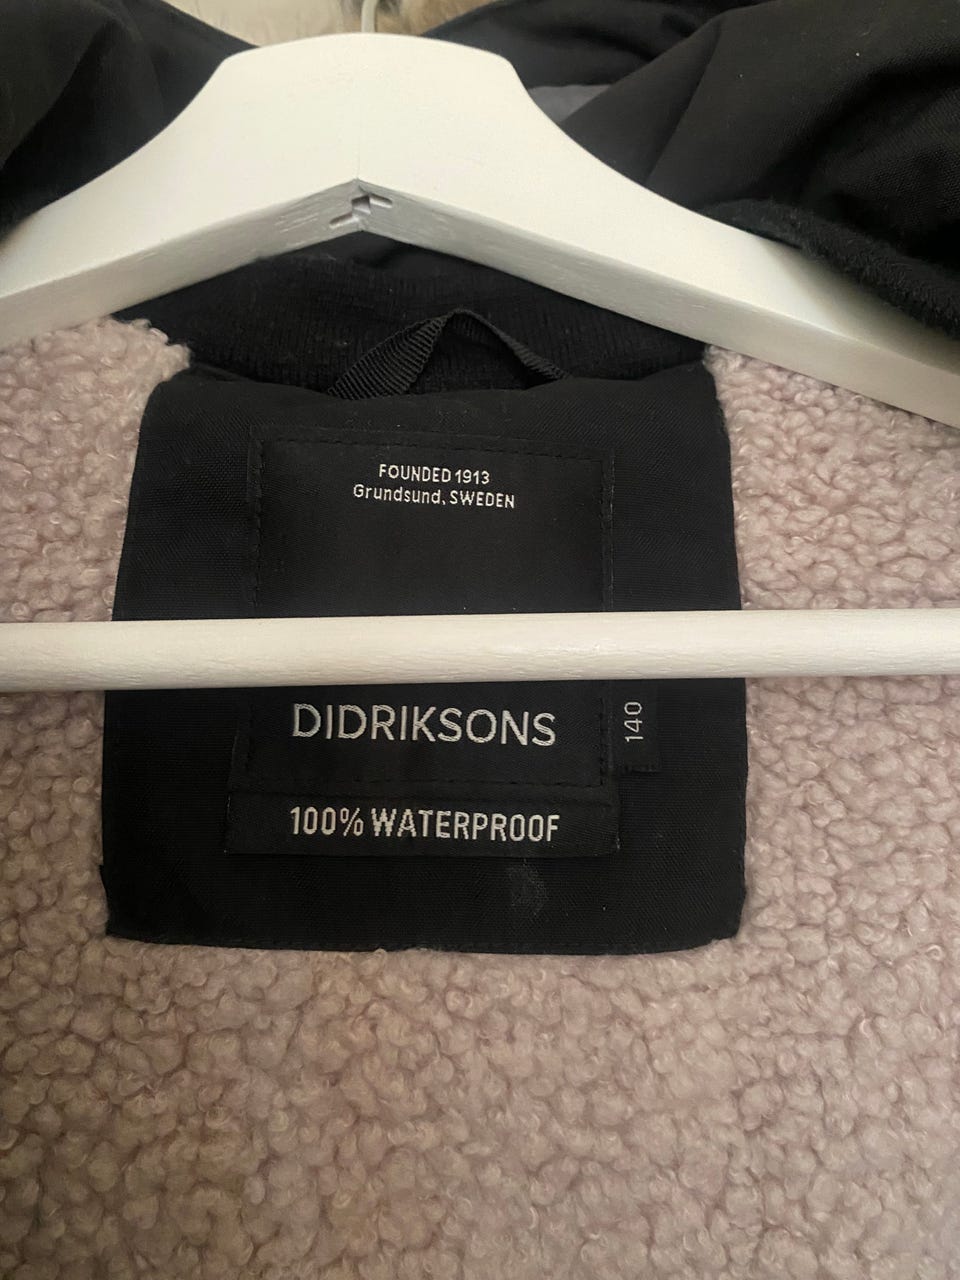 FOUNDED 1913
Grundsund, SWEDEN
DIDRIKSONS
140
100% WATERPROOF